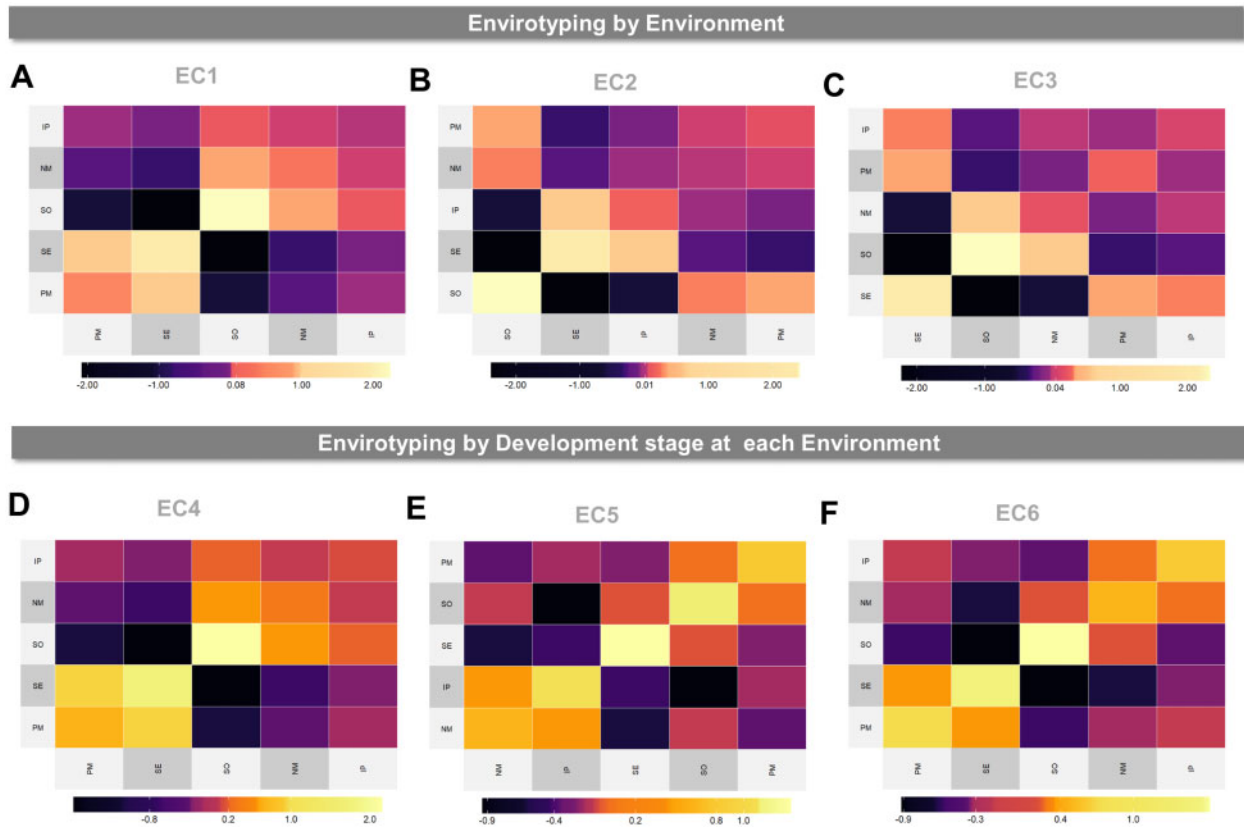 Envirotyping by Environment
A
EC1
B
EC2
C
EC3
IP
NM
SO
SE
PM
PM
SE
SO
NM
IP
-2.00 -1.00 0.08 1.00 2.00
PM
NM
IP
SE
SO
SO
SE
IP
NM
PM
-2.00 -1.00 0.01 1.00 2.00
IP
PM
NM
SO
SE
SE
SO
NM
PM
IP
-2.00 -1.00 0.04 1.00 2.00
Envirotyping by Development stage at each Environment
D
EC4
E
EC5
F
EC6
IP
NM
SO
SE
PM
PM
SE
SO
NM
IP
-0.8 0.2 1.0 2.0
PM
SO
SE
IP
NM
NM
IP
SE
SO
PM
-0.9 -0.4 0.2 0.8 1.0
IP
NM
SO
SE
PM
PM
SE
SO
NM
IP
-0.9 -0.3 0.4 1.0